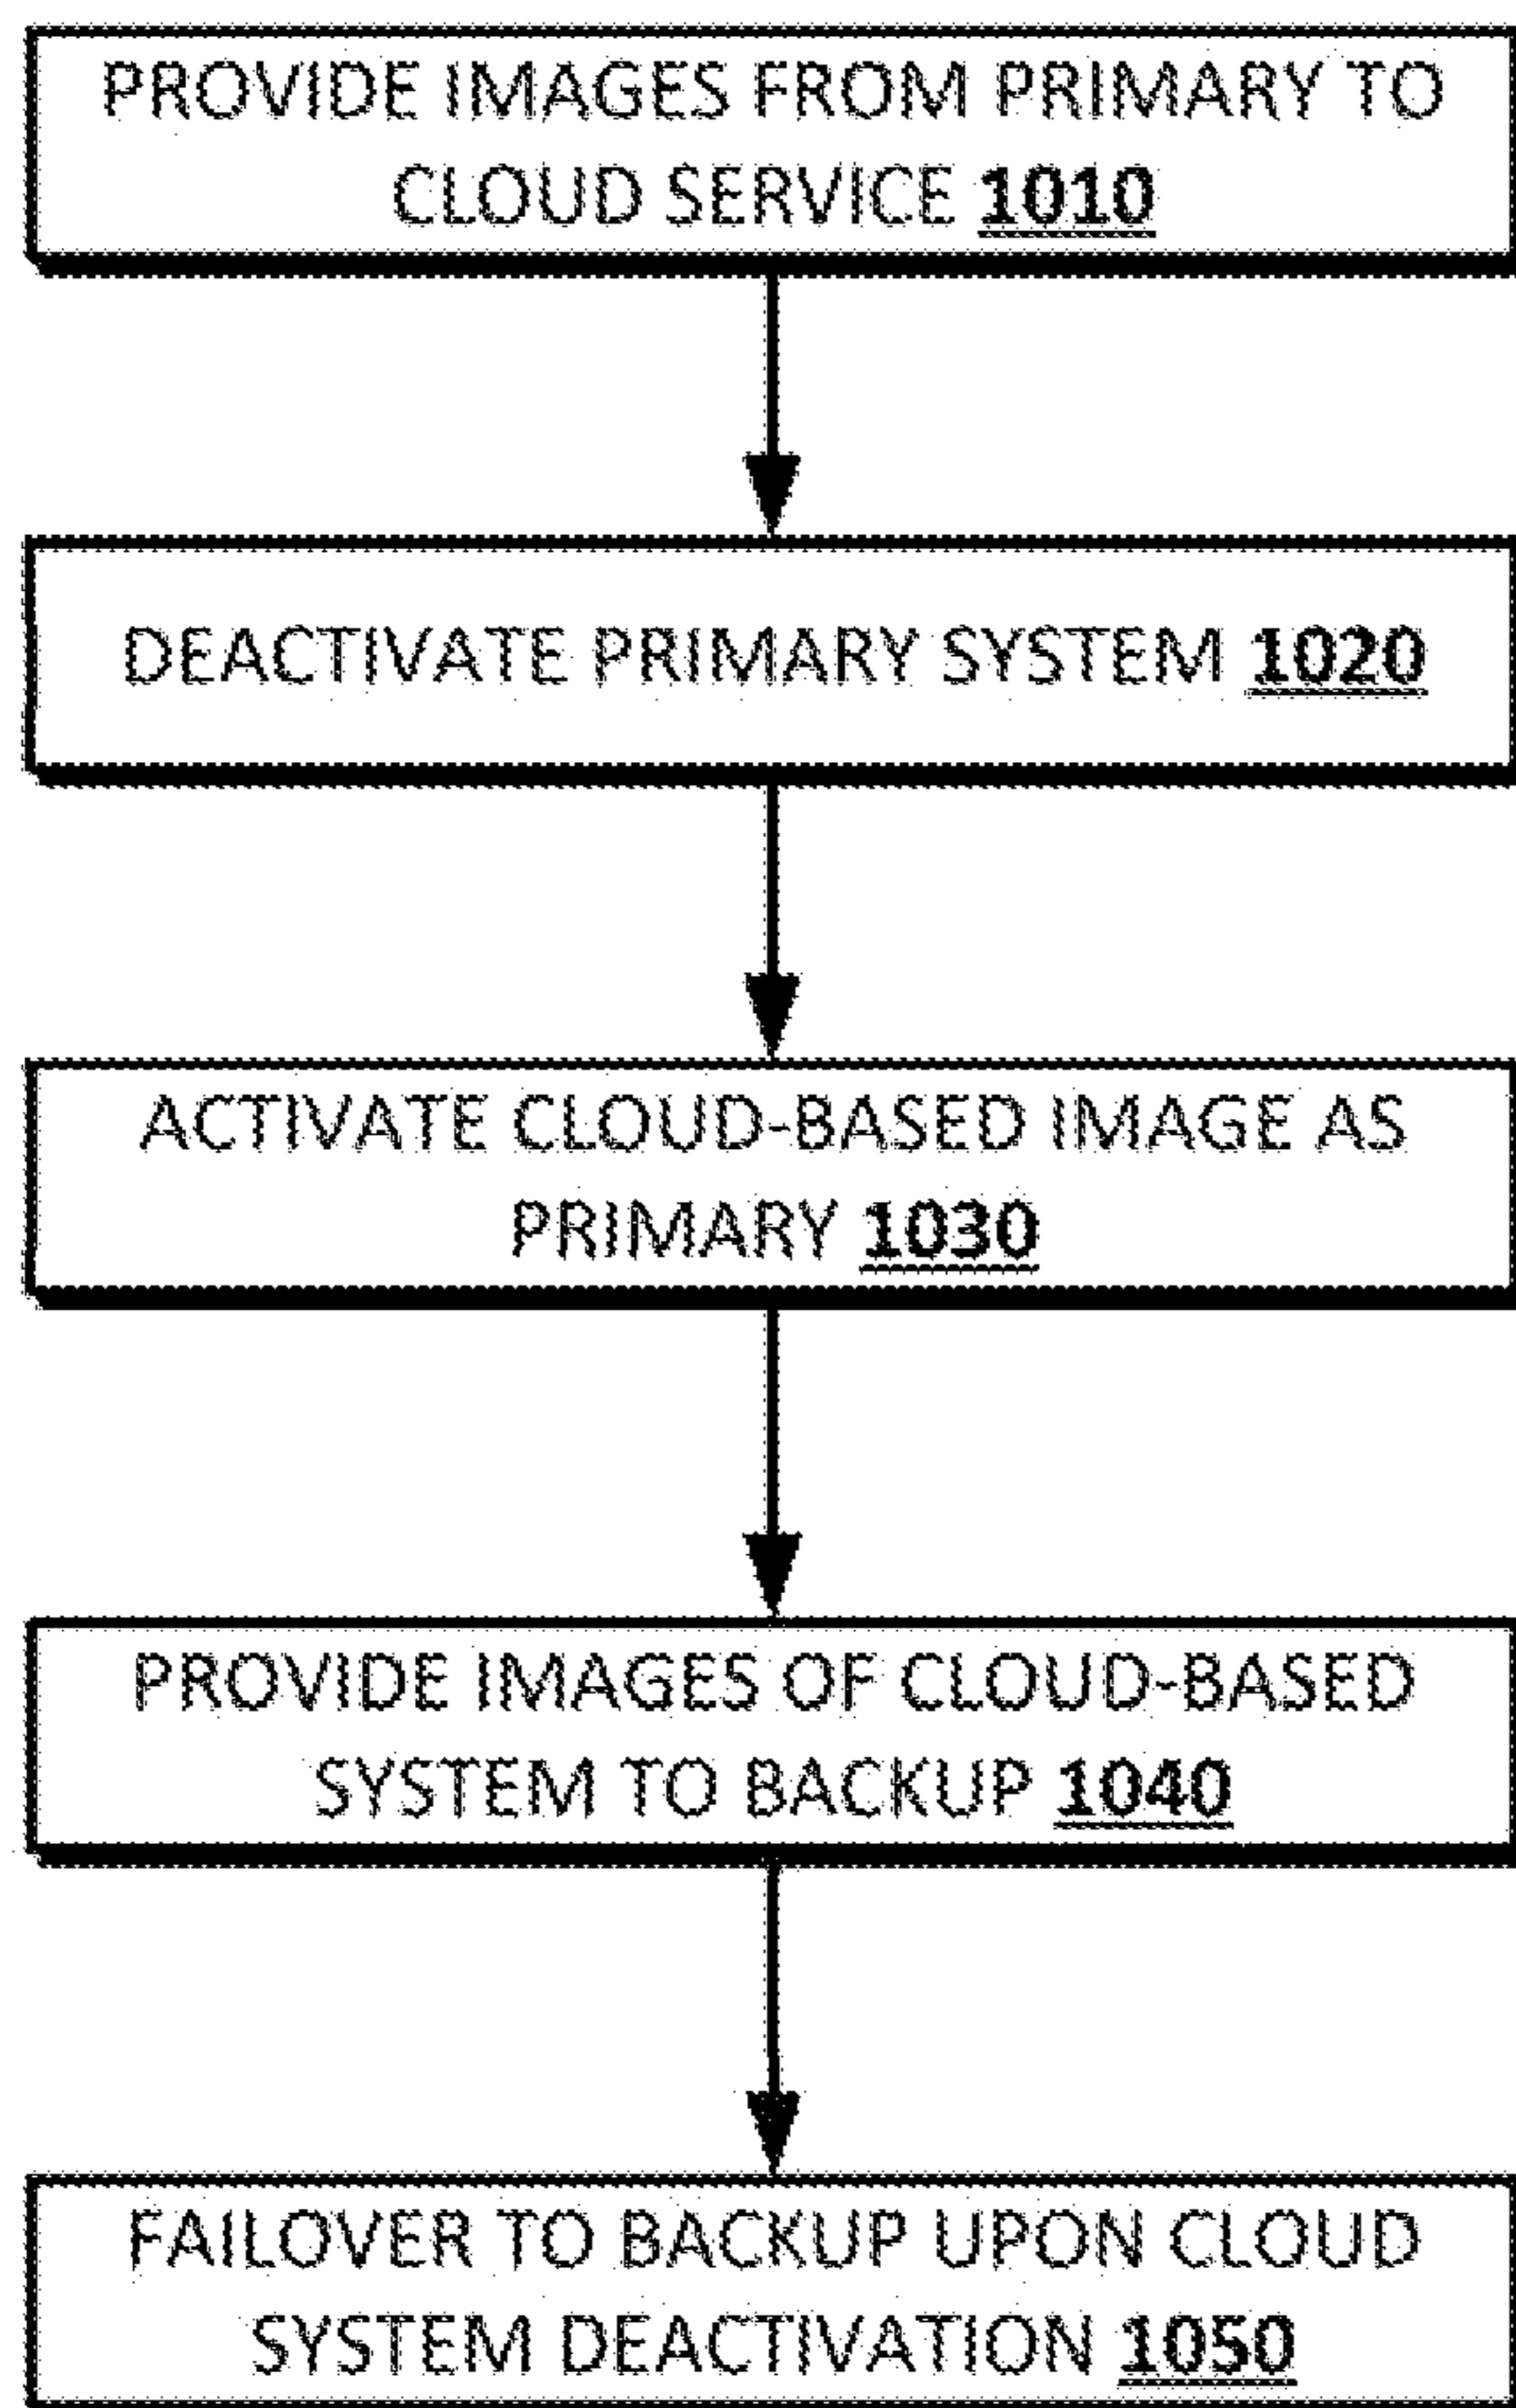 PROVIDE IMAGES FROM PRIMARY TO
CLOUD SERVICE 1010
DEACTIVATE PRIMARY SYSTEM 1020
ACTIVATE CLOUD-BASED IMAGE AS
PRIMARY 1030
PROVIDE IMAGES OF CLOUD-BASED
SYSTEM TO BACKUP 1040
FAILOVER TO BACKUP UPON CLOUD
SYSTEM DEACTIVATION 1050